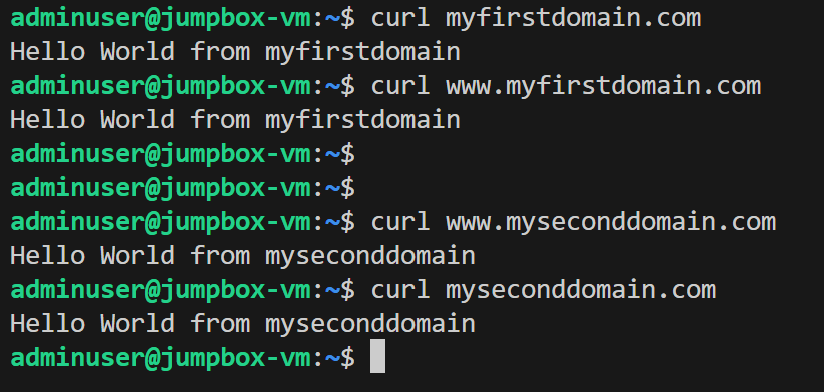 adminuser@jumpbox-vm:~$ curl myfirstdomain.com
Hello World from myfirstdomain
adminuser@jumpbox-vm:~$ curl www.myfirstdomain.com
Hello World from myfirstdomain
adminuser@jumpbox-vm:~$
adminuser@jumpbox-vm:~$
adminuser@jumpbox-vm:~$ curl www.myseconddomain.com
Hello World from myseconddomain
adminuser@jumpbox-vm:~$ curl myseconddomain.com
Hello World from myseconddomain
adminuser@jumpbox-vm:~$